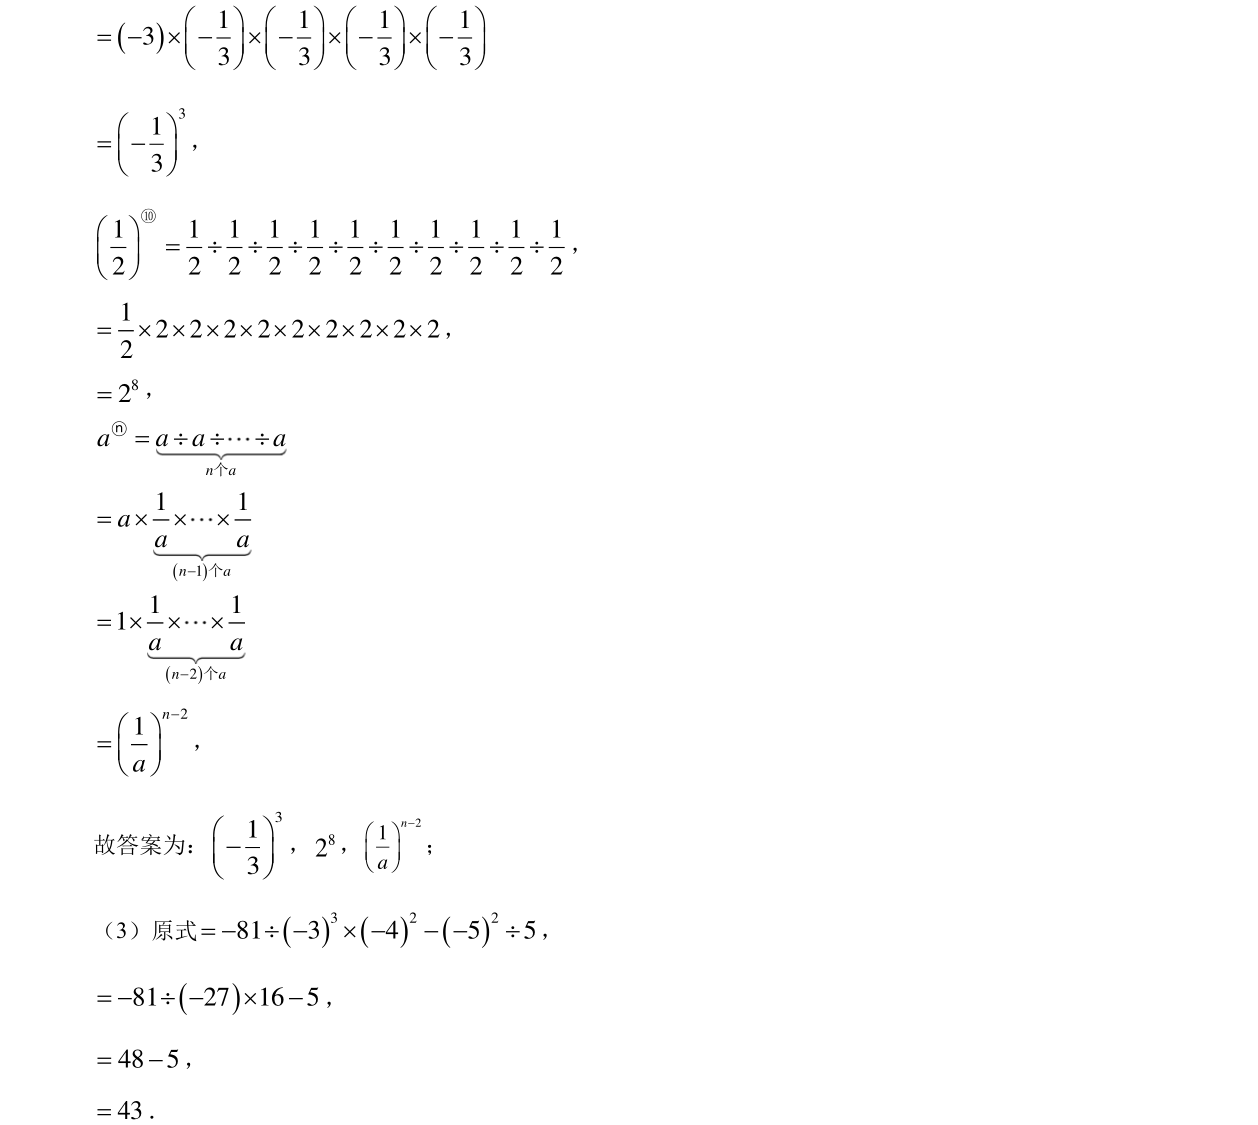 =(−3)×(−1/3)×(−1/3)×(−1/3)×(−1/3)
=(−1/3)^3，
(1/2)^⑩=1/2÷1/2÷1/2÷1/2÷1/2÷1/2÷1/2÷1/2÷1/2÷1/2，
=1/2×2×2×2×2×2×2×2×2×2，
=2^8，
a^ⓝ=a÷a÷⋯÷a
n个a
=a×1/a×⋯×1/a
(n−1)个a
=1×1/a×⋯×1/a
(n−2)个a
=(1/a)^(n−2)，
故答案为：(−1/3)^3，2^8，(1/a)^(n−2)；
（3）原式=−81÷(−3)^3×(−4)^2−(−5)^2÷5，
=−81÷(−27)×16−5，
=48−5，
=43．